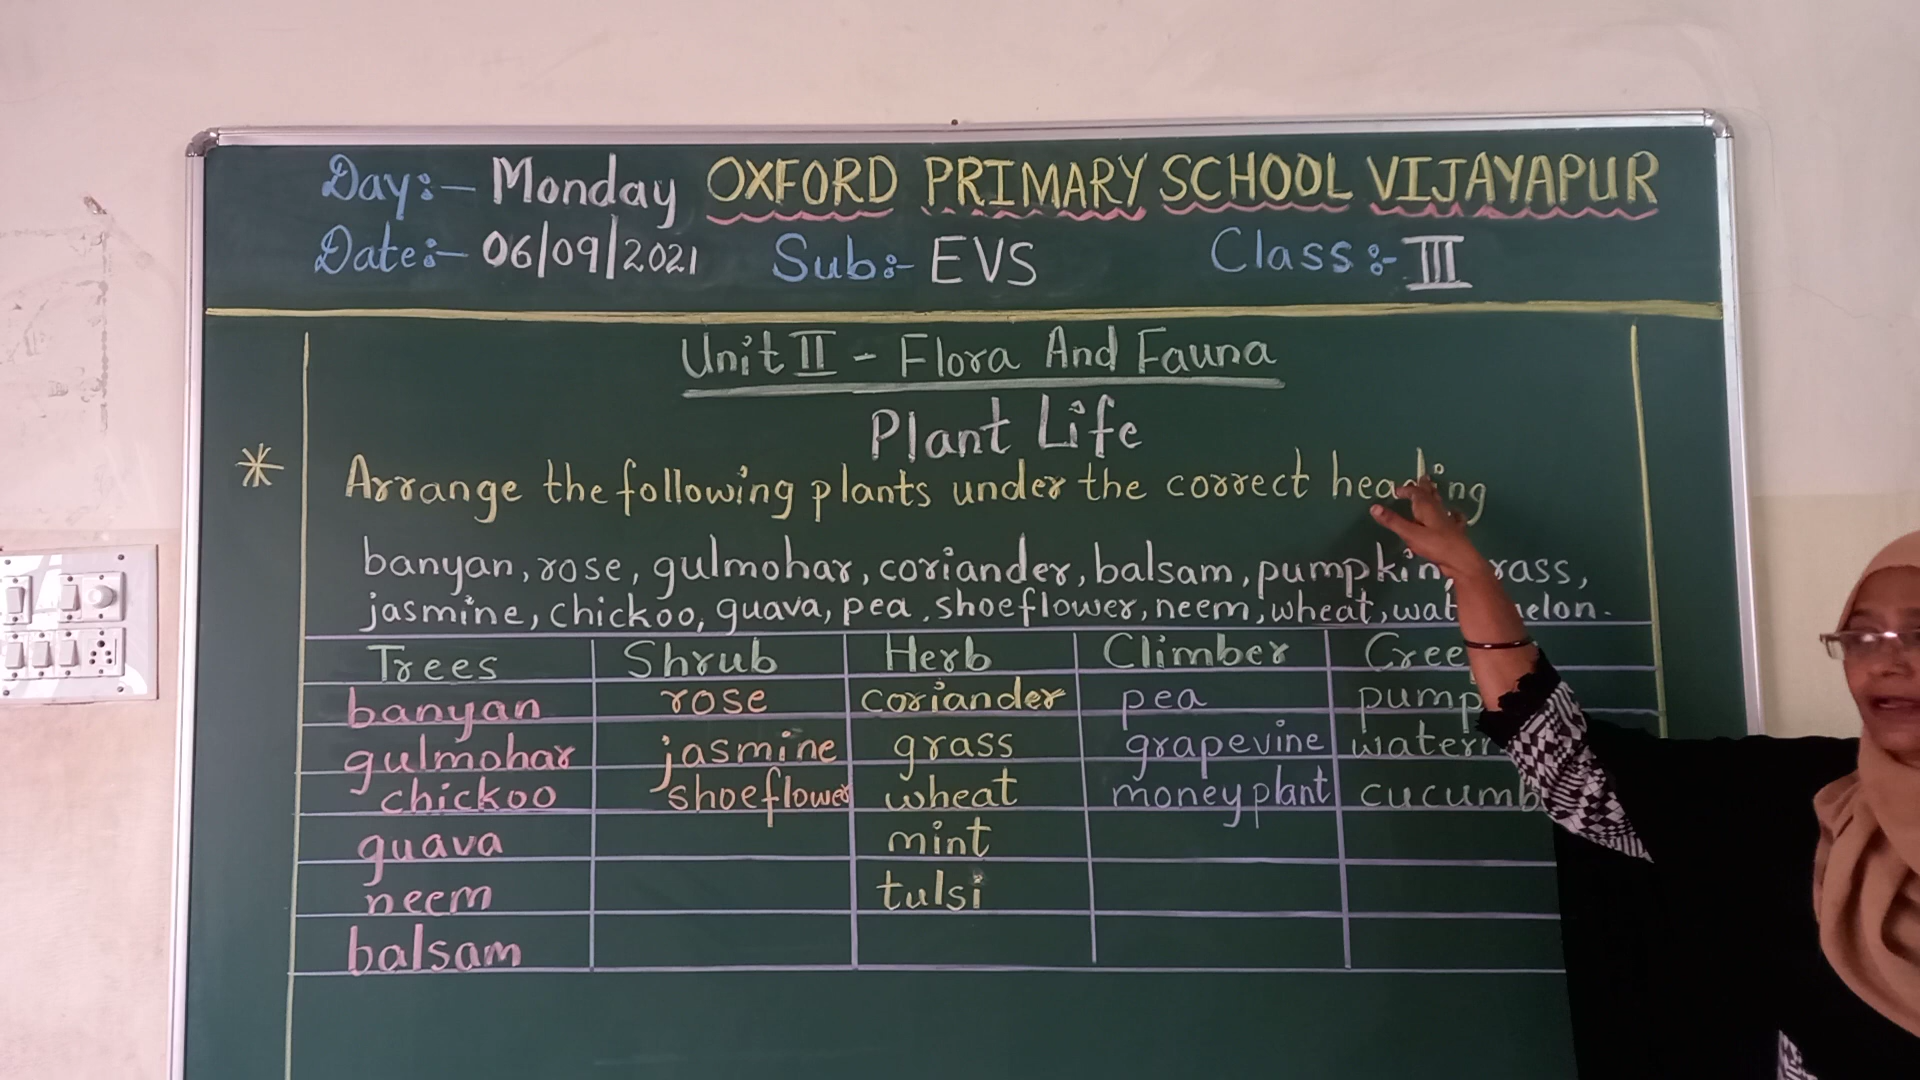 Day:- Monday OXFORD PRIMARY SCHOOL VIJAYAPUR
Date:- 06/09/2021 Sub:- EVS Class:- III
Unit II - Flora And Fauna
Plant Life
* Arrange the following plants under the correct heading
banyan, rose, gulmohar, coriander, balsam, pumpkin,
jasmine, chickoo, guava, pea, shoeflower, neem, wheat,
Trees Shrub Herb Climber
banyan rose coriander pea
gulmohar jasmine grass grapevine
chickoo shoeflower wheat moneyplant
guava mint
neem tulsi
balsam